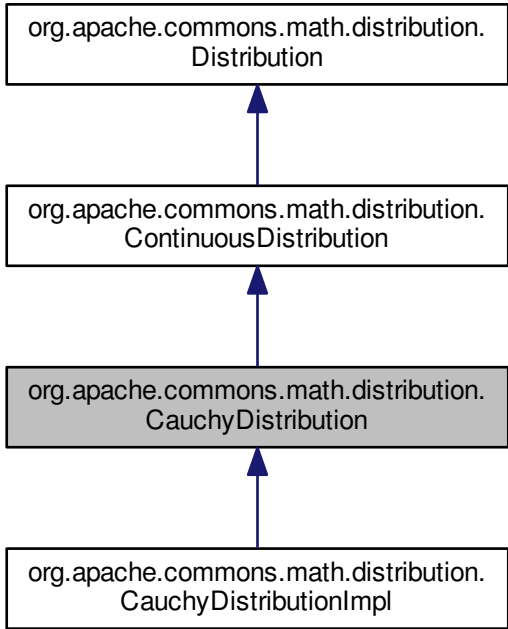 org.apache.commons.math.distribution.
Distribution
org.apache.commons.math.distribution.
ContinuousDistribution
org.apache.commons.math.distribution.
CauchyDistribution
org.apache.commons.math.distribution.
CauchyDistributionImpl